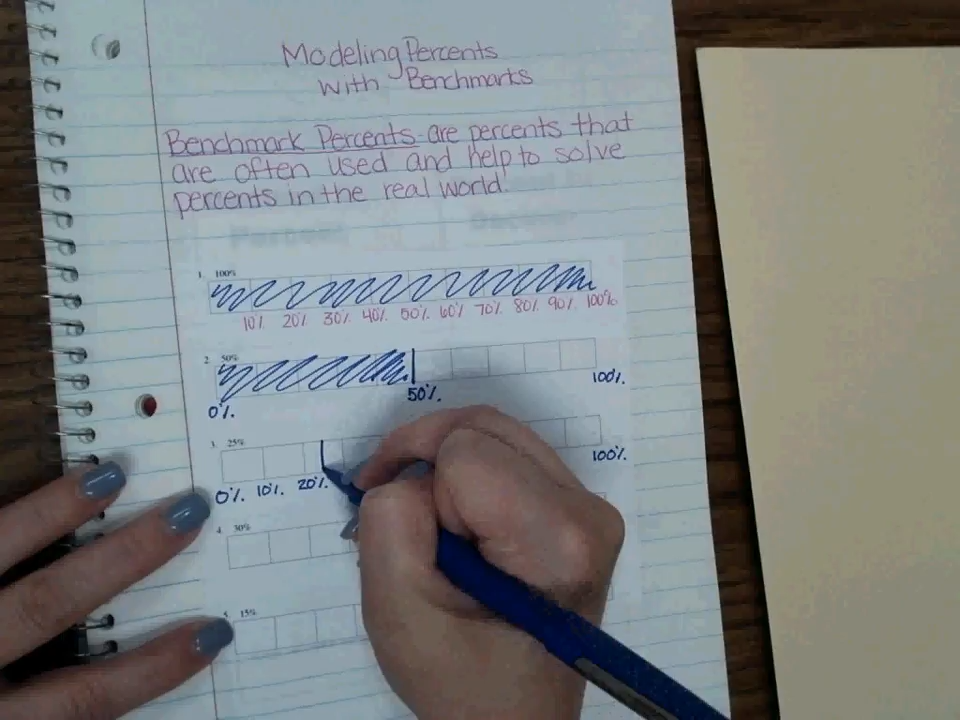 Modeling Percents
with Benchmarks
Benchmark Percents are percents that
are often used and help to solve
percents in the real world.
1. 100%
10% 20% 30% 40% 50% 60% 70% 80% 90% 100%
2. 50%
0% 50% 100%
3. 25%
0% 10% 20% 100%
4. 30%
5. 15%